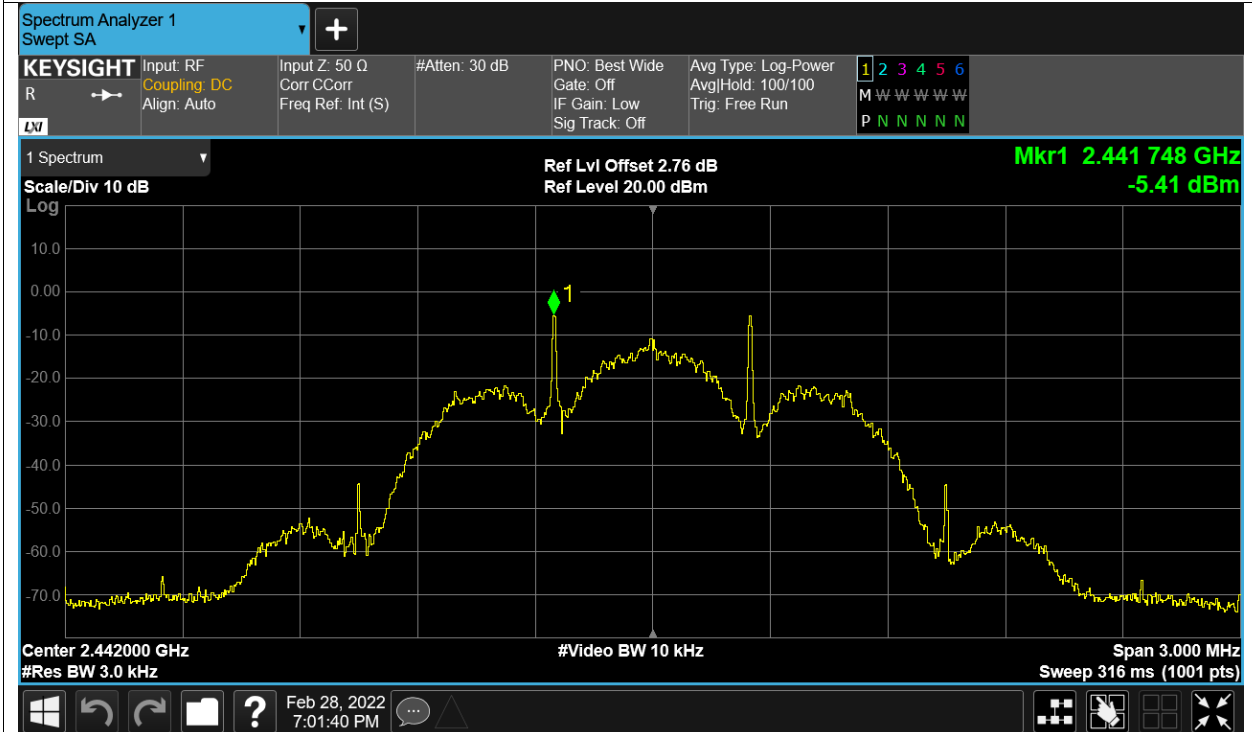 Spectrum Analyzer 1
Swept SA
+
KEYSIGHT Input: RF Input Z: 50 Ω #Atten: 30 dB PNO: Best Wide Avg Type: Log-Power 1 2 3 4 5 6
R Coupling: DC Corr CCorr Gate: Off Avg|Hold: 100/100 M W W W W W
Align: Auto Freq Ref: Int (S) IF Gain: Low Trig: Free Run
LXI Sig Track: Off P N N N N N
1 Spectrum Ref Lvl Offset 2.76 dB Mkr1 2.441 748 GHz
Scale/Div 10 dB Ref Level 20.00 dBm -5.41 dBm
Log
10.0
0.00
1
-10.0
-20.0
-30.0
-40.0
-50.0
-60.0
-70.0
Center 2.442000 GHz #Video BW 10 kHz Span 3.000 MHz
#Res BW 3.0 kHz Sweep 316 ms (1001 pts)
? Feb 28, 2022
7:01:40 PM